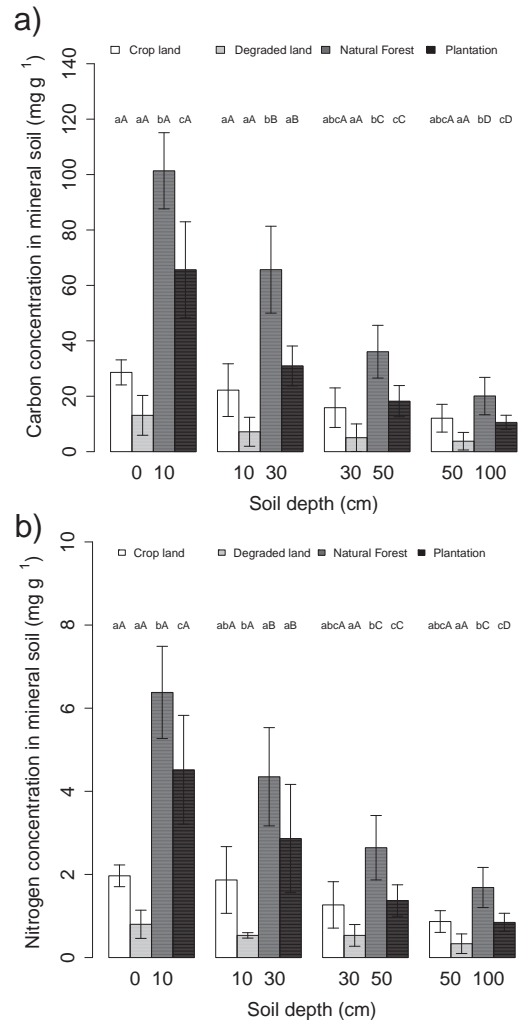 a)
Crop land Degraded land Natural Forest Plantation
140
120
100
80
60
40
20
0
Carbon concentration in mineral soil (mg g⁻¹)
aA aA bA cA aA aA bB aB abcA aA bC cC abcA aA bD cD
0 10 10 30 30 50 50 100
Soil depth (cm)
b)
Crop land Degraded land Natural Forest Plantation
10
8
6
4
2
0
Nitrogen concentration in mineral soil (mg g⁻¹)
aA aA bA cA abA bA aB aB abcA aA bC cC abcA aA bC cD
0 10 10 30 30 50 50 100
Soil depth (cm)